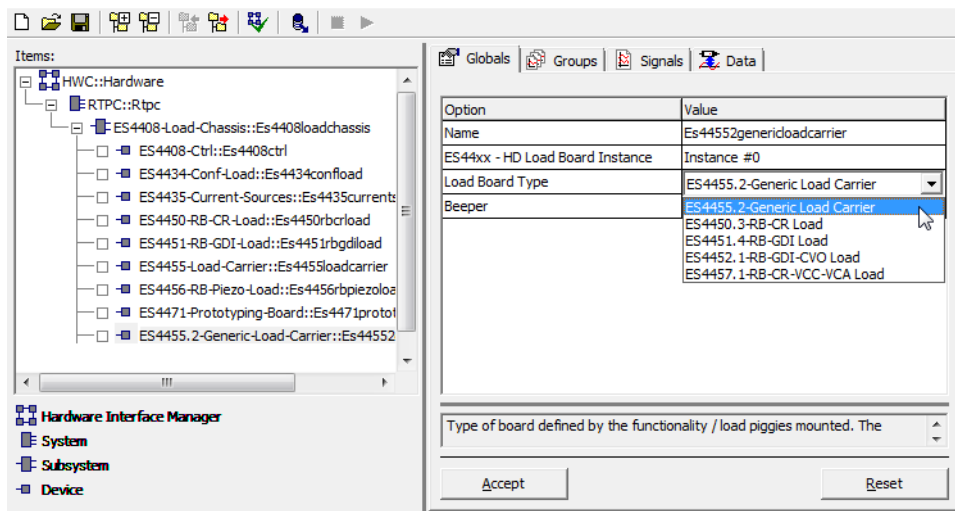 Items:
HWC::Hardware
RTPC::Rtpc
ES4408-Load-Chassis::Es4408loadchassis
ES4408-Ctrl::Es4408ctrl
ES4434-Conf-Load::Es4434confload
ES4435-Current-Sources::Es4435currents
ES4450-RB-CR-Load::Es4450rbcrload
ES4451-RB-GDI-Load::Es4451rbgdiload
ES4455-Load-Carrier::Es4455loadcarrier
ES4456-RB-Piezo-Load::Es4456rbpiezoloa
ES4471-Prototyping-Board::Es4471protot
ES4455.2-Generic-Load-Carrier::Es44552
Hardware Interface Manager
System
Subsystem
Device
Globals Groups Signals Data
Option Value
Name Es44552genericloadcarrier
ES44xx - HD Load Board Instance Instance #0
Load Board Type ES4455.2-Generic Load Carrier
Beeper
ES4455.2-Generic Load Carrier
ES4450.3-RB-CR Load
ES4451.4-RB-GDI Load
ES4452.1-RB-GDI-CVO Load
ES4457.1-RB-CR-VCC-VCA Load
Type of board defined by the functionality / load piggies mounted. The
Accept Reset